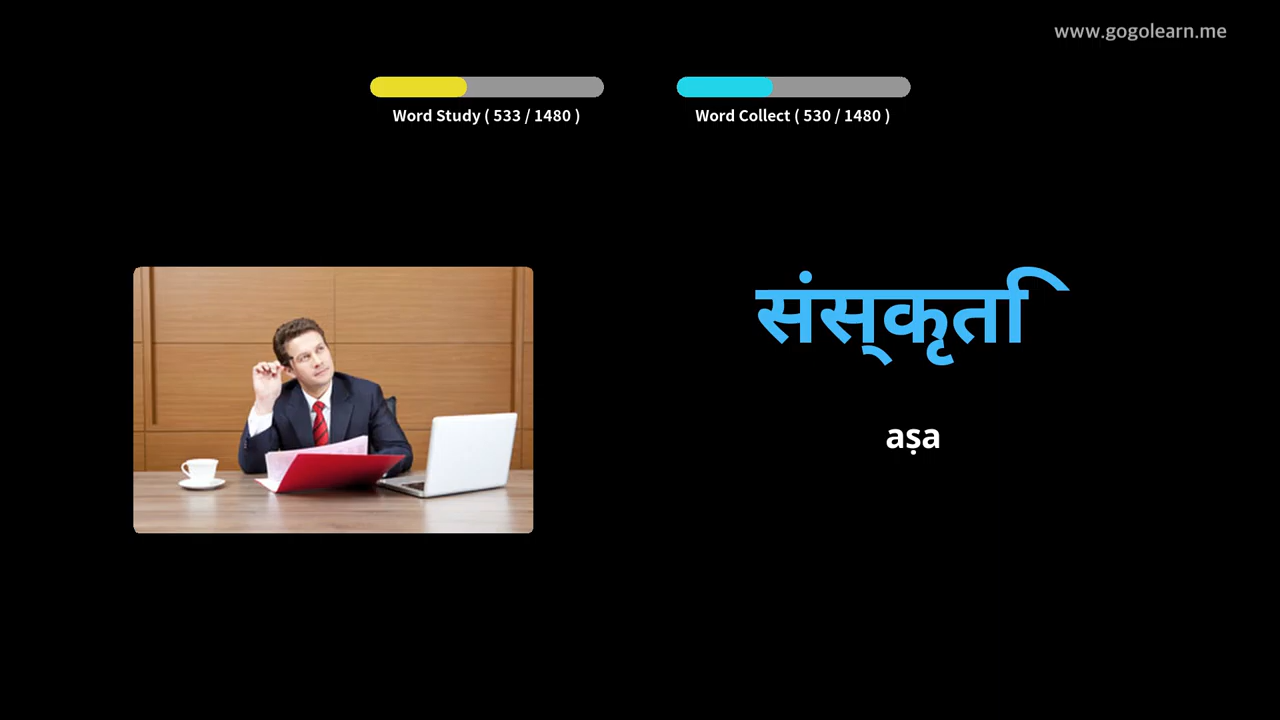 www.gogolearn.me
Word Study ( 533 / 1480 )
Word Collect ( 530 / 1480 )
संस्कृति
aṣa